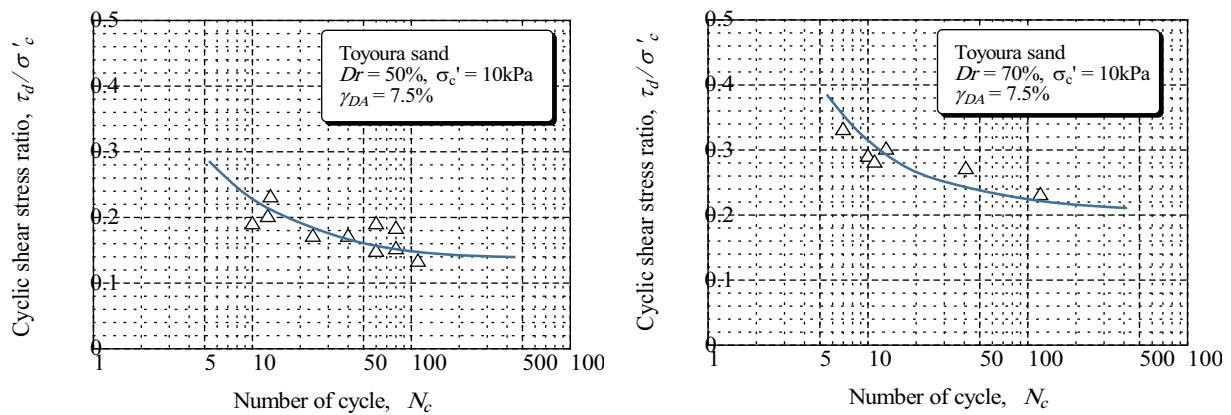 0.5
0.4
0.3
0.2
0.1
0
Cyclic shear stress ratio, τd / σ'c
Toyoura sand
Dr = 50%, σc' = 10kPa
γDA = 7.5%
1 5 10 50 100 500 100
Number of cycle, Nc
0.5
0.4
0.3
0.2
0.1
0
Cyclic shear stress ratio, τd / σ'c
Toyoura sand
Dr = 70%, σc' = 10kPa
γDA = 7.5%
1 5 10 50 100 500 100
Number of cycle, Nc